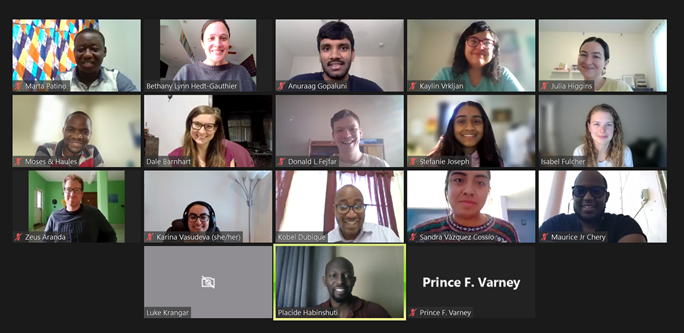 Marta Patino
Bethany Lynn Hedt-Gauthier
Anuraag Gopaluni
Kaylin Vrkljan
Julia Higgins
Moses & Haules
Dale Barnhart
Donald L Fejfar
Stefanie Joseph
Isabel Fulcher
Zeus Aranda
Karina Vasudeva (she/her)
Kobel Dubique
Sandra Vázquez Cossío
Maurice Jr Chery
Luke Krangar
Placide Habinshuti
Prince F. Varney
Prince F. Varney